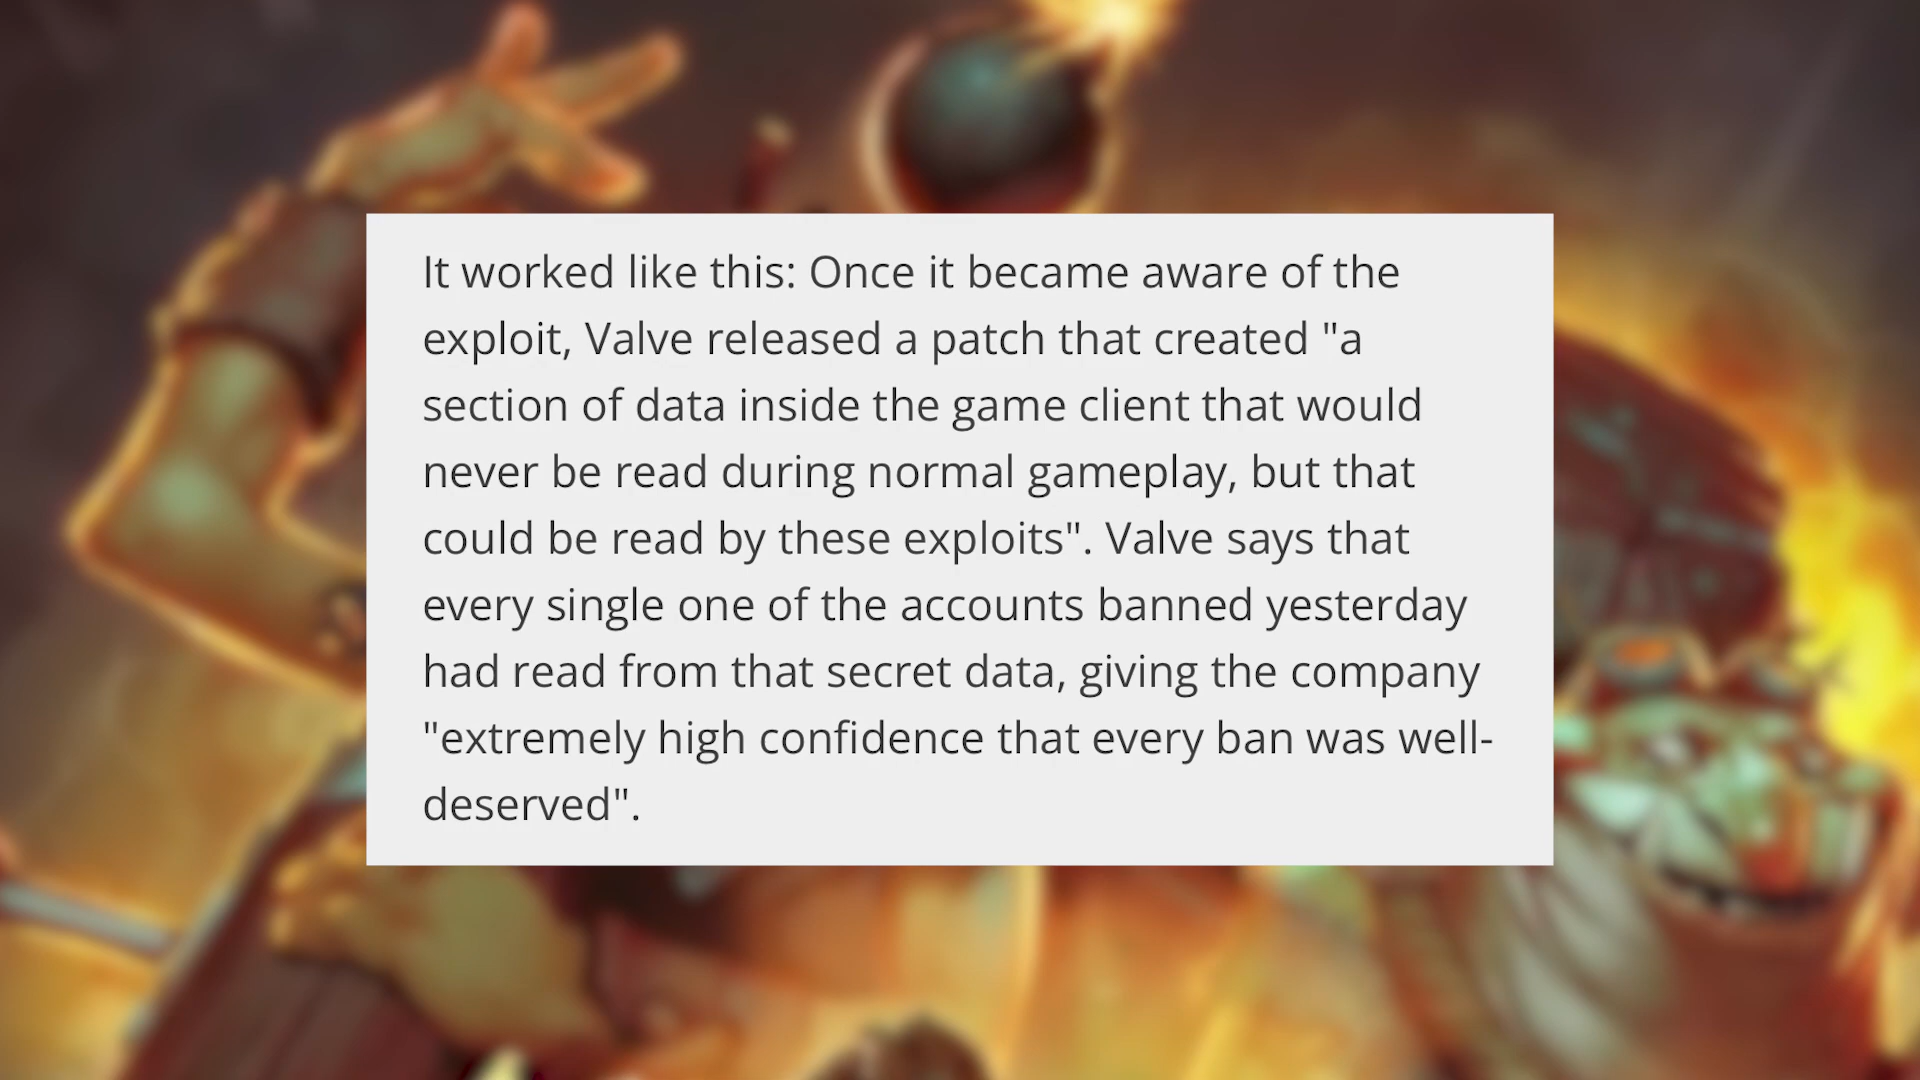 It worked like this: Once it became aware of the
exploit, Valve released a patch that created "a
section of data inside the game client that would
never be read during normal gameplay, but that
could be read by these exploits". Valve says that
every single one of the accounts banned yesterday
had read from that secret data, giving the company
"extremely high confidence that every ban was well-
deserved".